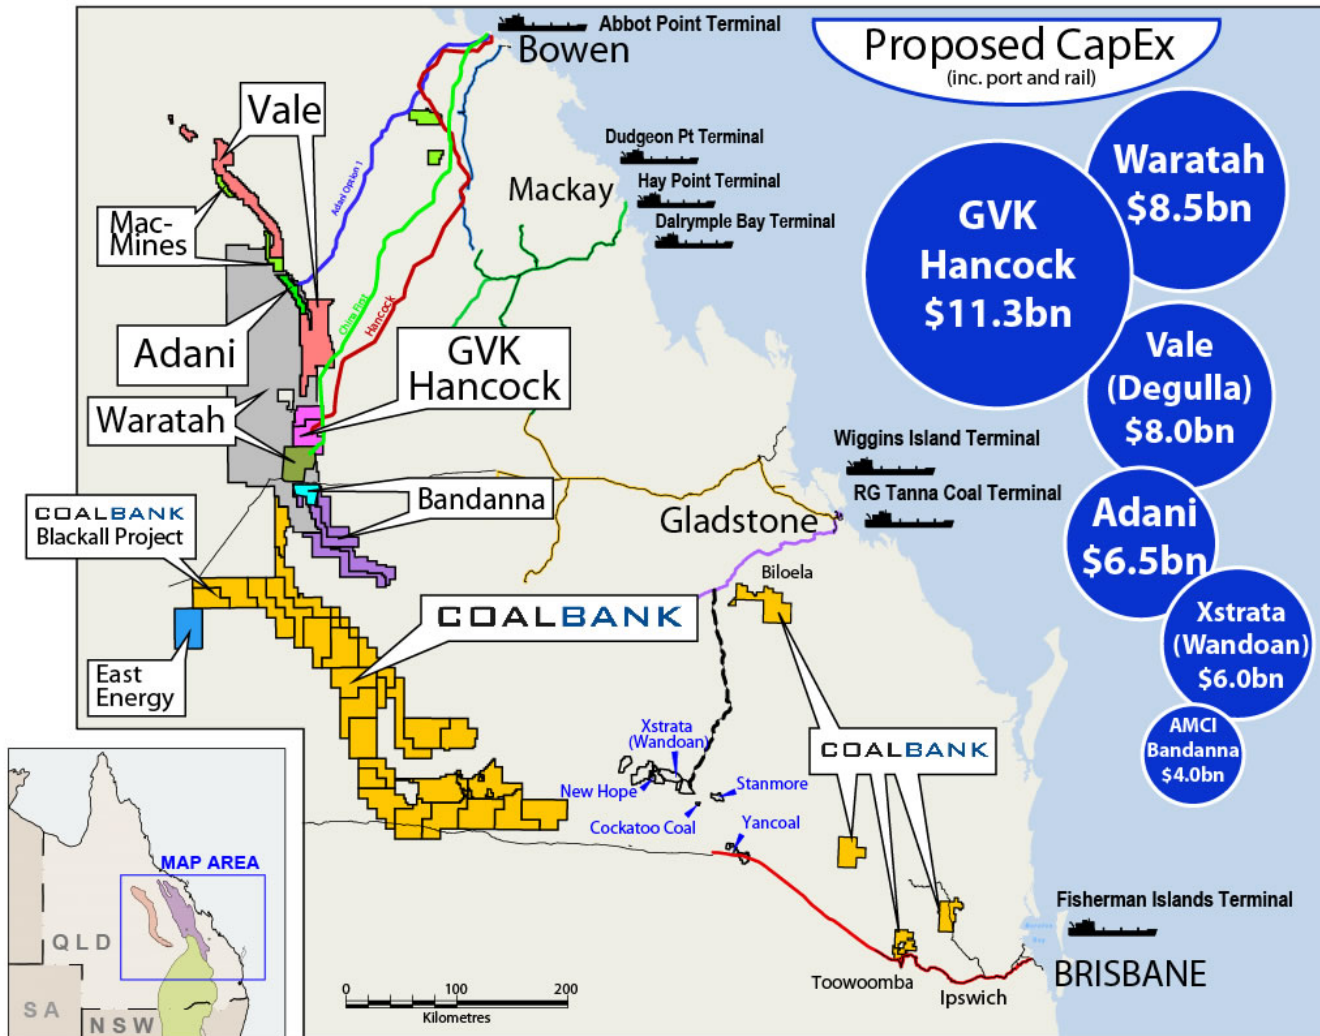 Abbot Point Terminal
Bowen
Proposed CapEx
(inc. port and rail)
Vale
Waratah
$8.5bn
Adani Option 1
Dudgeon Pt Terminal
Mackay
Hay Point Terminal
Dalrymple Bay Terminal
GVK
Hancock
$11.3bn
Mac-
Mines
China First
Hancock
Adani
GVK
Hancock
Vale
(Degulla)
$8.0bn
Waratah
Wiggins Island Terminal
RG Tanna Coal Terminal
Bandanna
Gladstone
Adani
$6.5bn
COALBANK
Blackall Project
Biloela
COALBANK
East
Energy
Xstrata
(Wandoan)
$6.0bn
Xstrata
(Wandoan)
COALBANK
AMCI
Bandanna
$4.0bn
New Hope
Stanmore
Cockatoo Coal
Yancoal
MAP AREA
Fisherman Islands Terminal
QLD
Toowoomba
Ipswich
BRISBANE
SA
NSW
0 100 200
Kilometres